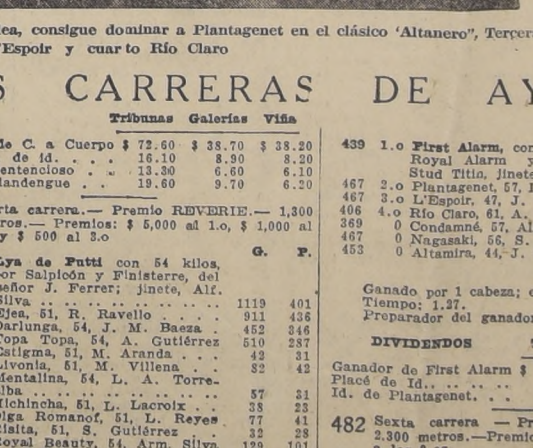 ea, consigue dominar a Plantagenet en el clásico 'Altanero", Tercer
'Espoir y cuarto Río Claro
S CARRERAS DE AY
Tribunas Galerías Viña
de C. a Cuerpo $ 72.60 $ 38.70 $ 38.20
de id. . . . 16.10 8.90 8.20
entencioso . . 13.30 6.60 6.10
landengue . . . 19.60 9.70 6.20
rta carrera.— Premio REVERIE.— 1,300
ros.— Premios: $ 5,000 al 1.o, $ 1,000 al
y $ 500 al 3.o
G. P.
Lya de Putti con 54 kilos,
or Salpicón y Finisterre, del
eñor J. Ferrer; jinete, Alf.
Silva 1119 401
Ejea, 51, R. Ravello . . . 911 436
Darlunga, 54, J. M. Baeza . 452 346
Topa Topa, 54, A. Gutiérrez 510 287
Estigma, 51, M. Aranda . . . 42 31
Livonia, 51, M. Villena . . 82 42
Mentalina, 54, L. A. Torre-
lba 57 31
Hichincha, 51, L. Lacroix . . 38 23
Olga Romanof, 51, L. Reyes 77 41
isita, 51, S. Gutiérrez 32 28
Royal Beauty, 54, Arm. Silva 129 101
439 1.o First Alarm, con
Royal Alarm y
Stud Titio, jinete
467 2.o Plantagenet, 57,
467 3.o L'Espoir, 47, J.
406 4.o Río Claro, 61, A.
369 0 Condamné, 57, Al
467 0 Nagasaki, 56, S.
453 0 Altamira, 44, J.
Ganado por 1 cabeza; e
Tiempo: 1.37.
Preparador del ganador
DIVIDENDOS
Ganador de First Alarm $
Placé de Id.. .. .. ..
Id. de Plantagenet. . . .
482 Sexta carrera — Pr
2.300 metros.—Premio